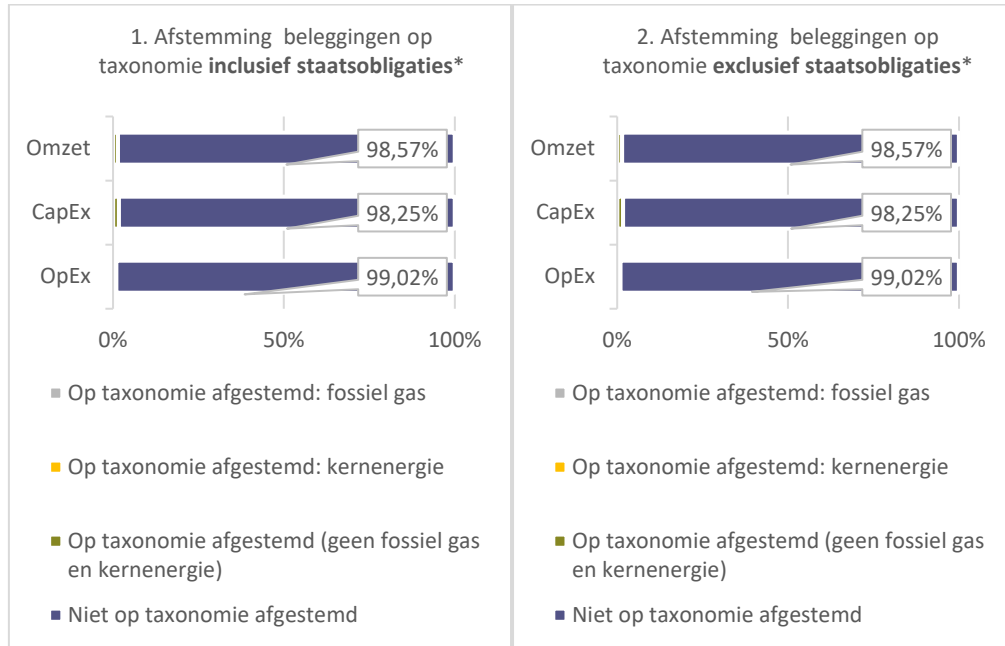 1. Afstemming beleggingen op
taxonomie inclusief staatsobligaties*
Omzet
98,57%
CapEx
98,25%
OpEx
99,02%
0%
50%
100%
Op taxonomie afgestemd: fossiel gas
Op taxonomie afgestemd: kernenergie
Op taxonomie afgestemd (geen fossiel gas
en kernenergie)
Niet op taxonomie afgestemd
2. Afstemming beleggingen op
taxonomie exclusief staatsobligaties*
Omzet
98,57%
CapEx
98,25%
OpEx
99,02%
0%
50%
100%
Op taxonomie afgestemd: fossiel gas
Op taxonomie afgestemd: kernenergie
Op taxonomie afgestemd (geen fossiel gas
en kernenergie)
Niet op taxonomie afgestemd